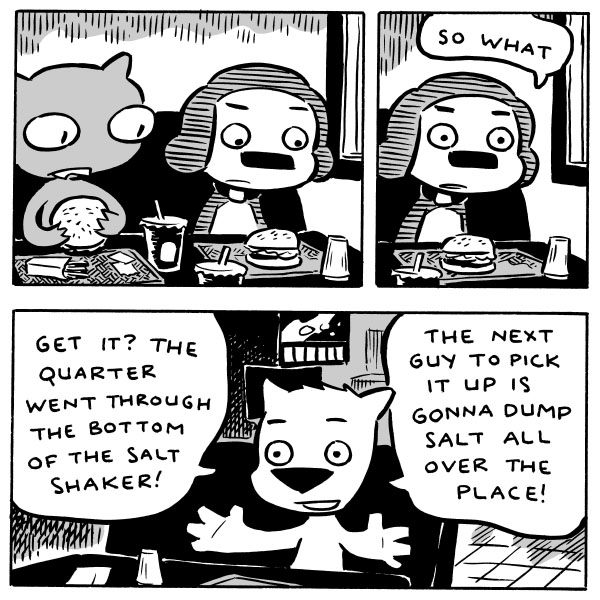 SO WHAT
GET IT? THE
QUARTER
WENT THROUGH
THE BOTTOM
OF THE SALT
SHAKER!
THE NEXT
GUY TO PICK
IT UP IS
GONNA DUMP
SALT ALL
OVER THE
PLACE!